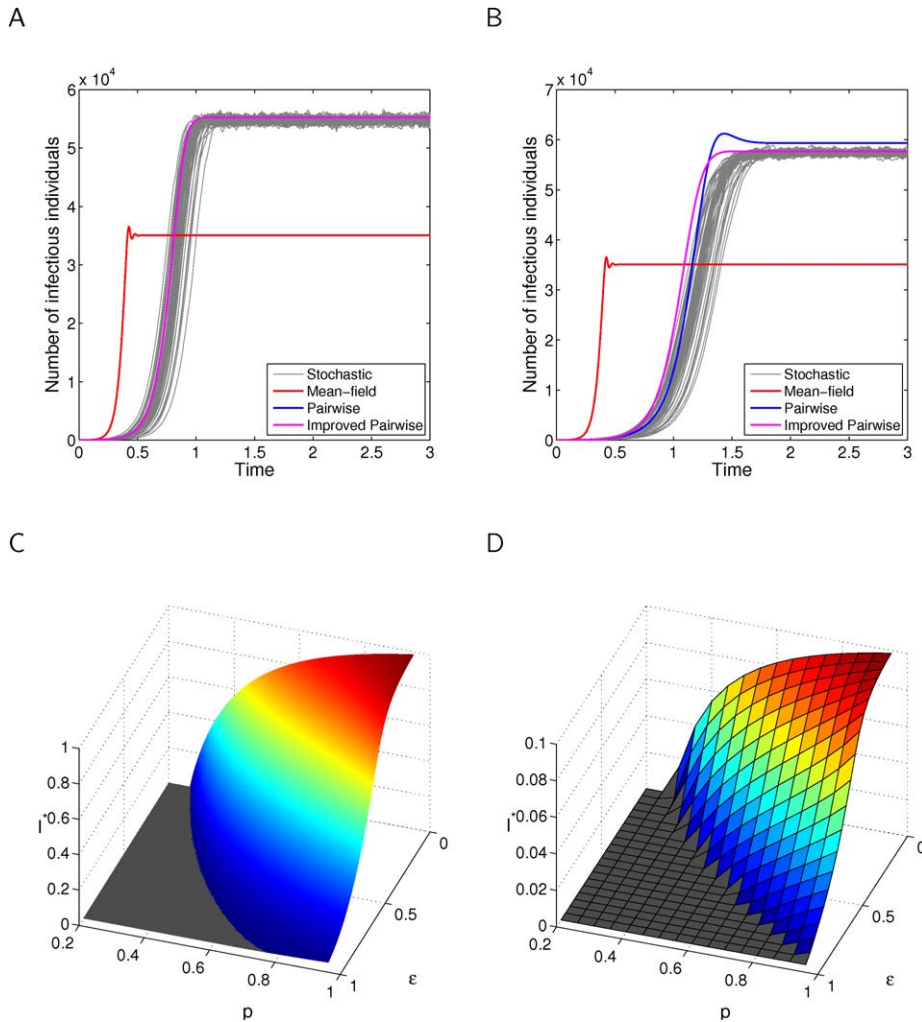 A
B
x 10⁴
6
5
4
3
2
1
0
0
0.5
1
1.5
2
2.5
3
Number of infectious individuals
Time
Stochastic
Mean-field
Pairwise
Improved Pairwise
x 10⁴
7
6
5
4
3
2
1
0
0
0.5
1
1.5
2
2.5
3
Number of infectious individuals
Time
Stochastic
Mean-field
Pairwise
Improved Pairwise
C
D
1
0.8
0.6
0.4
0.2
0
I*
0.2
0.4
0.6
0.8
1
p
0
0.5
1
ε
0.1
0.08
0.06
0.04
0.02
0
I*
0.2
0.4
0.6
0.8
1
p
0
0.5
1
ε